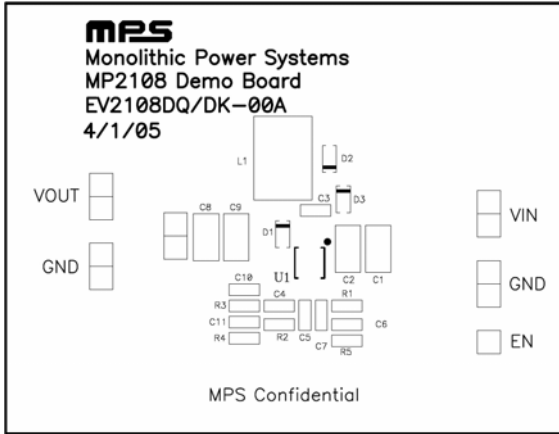 MPS
Monolithic Power Systems
MP2108 Demo Board
EV2108DQ/DK-00A
4/1/05
L1
D2
D3
C3
VOUT
C8 C9
D1
VIN
GND
U1
C2 C1
C10
GND
R3 C4 R1
C11 R2 C5 C7 C6
R4 R5
EN
MPS Confidential